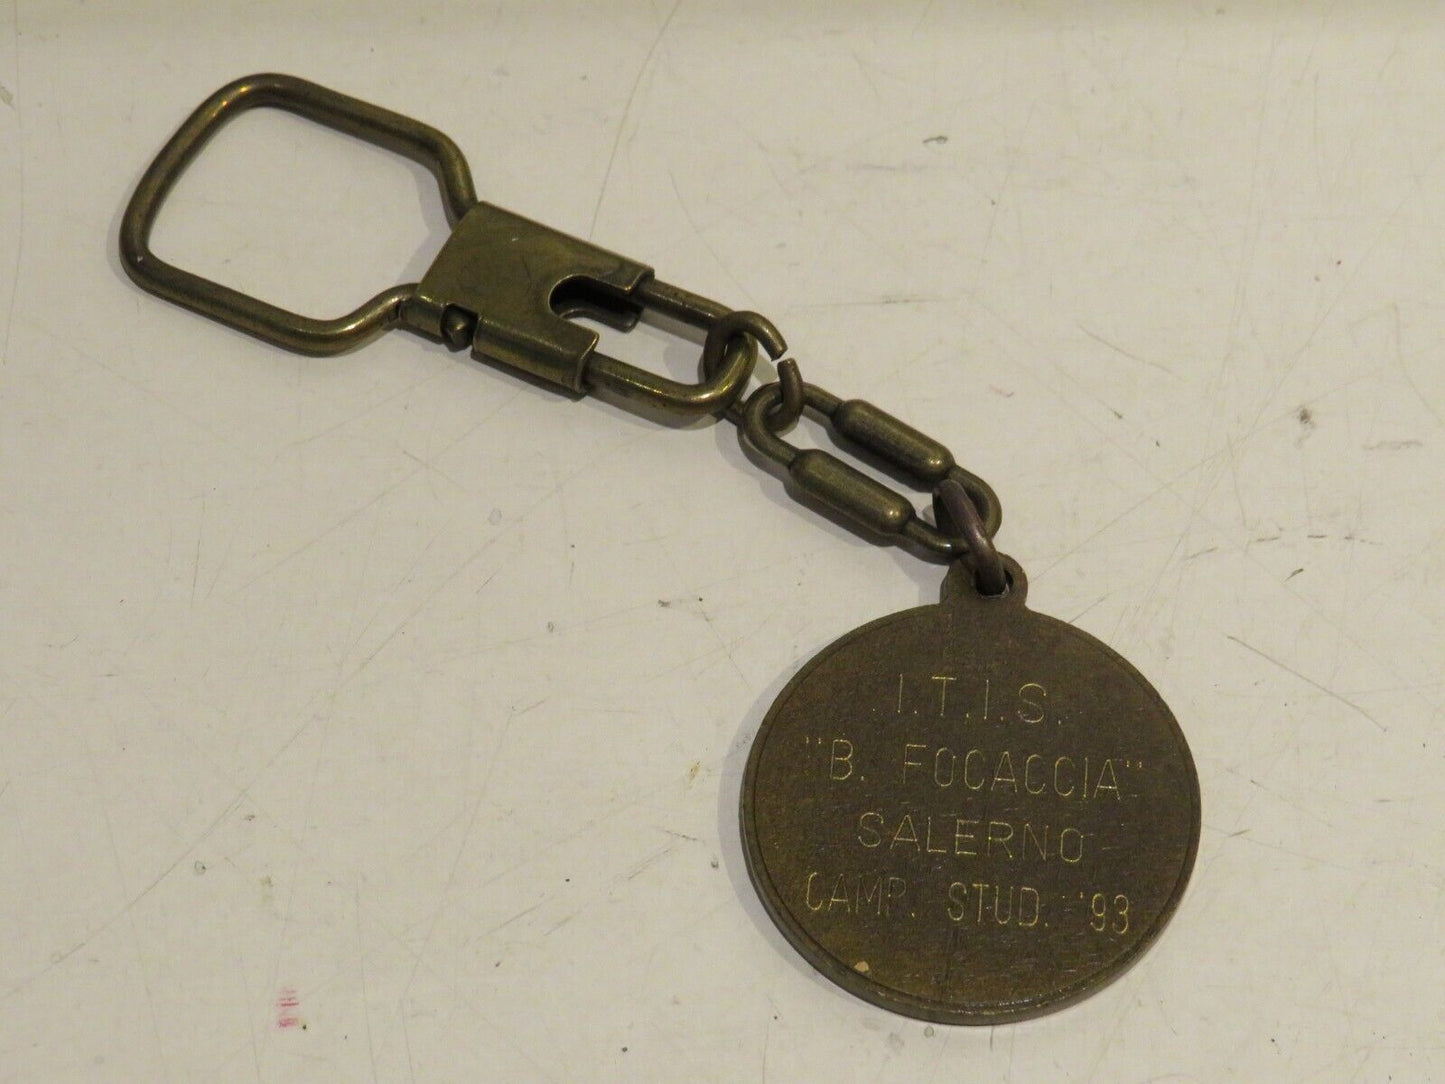 I.T.I.S.
"B. FOCACCIA"
SALERNO
CAMP. STUD. '93